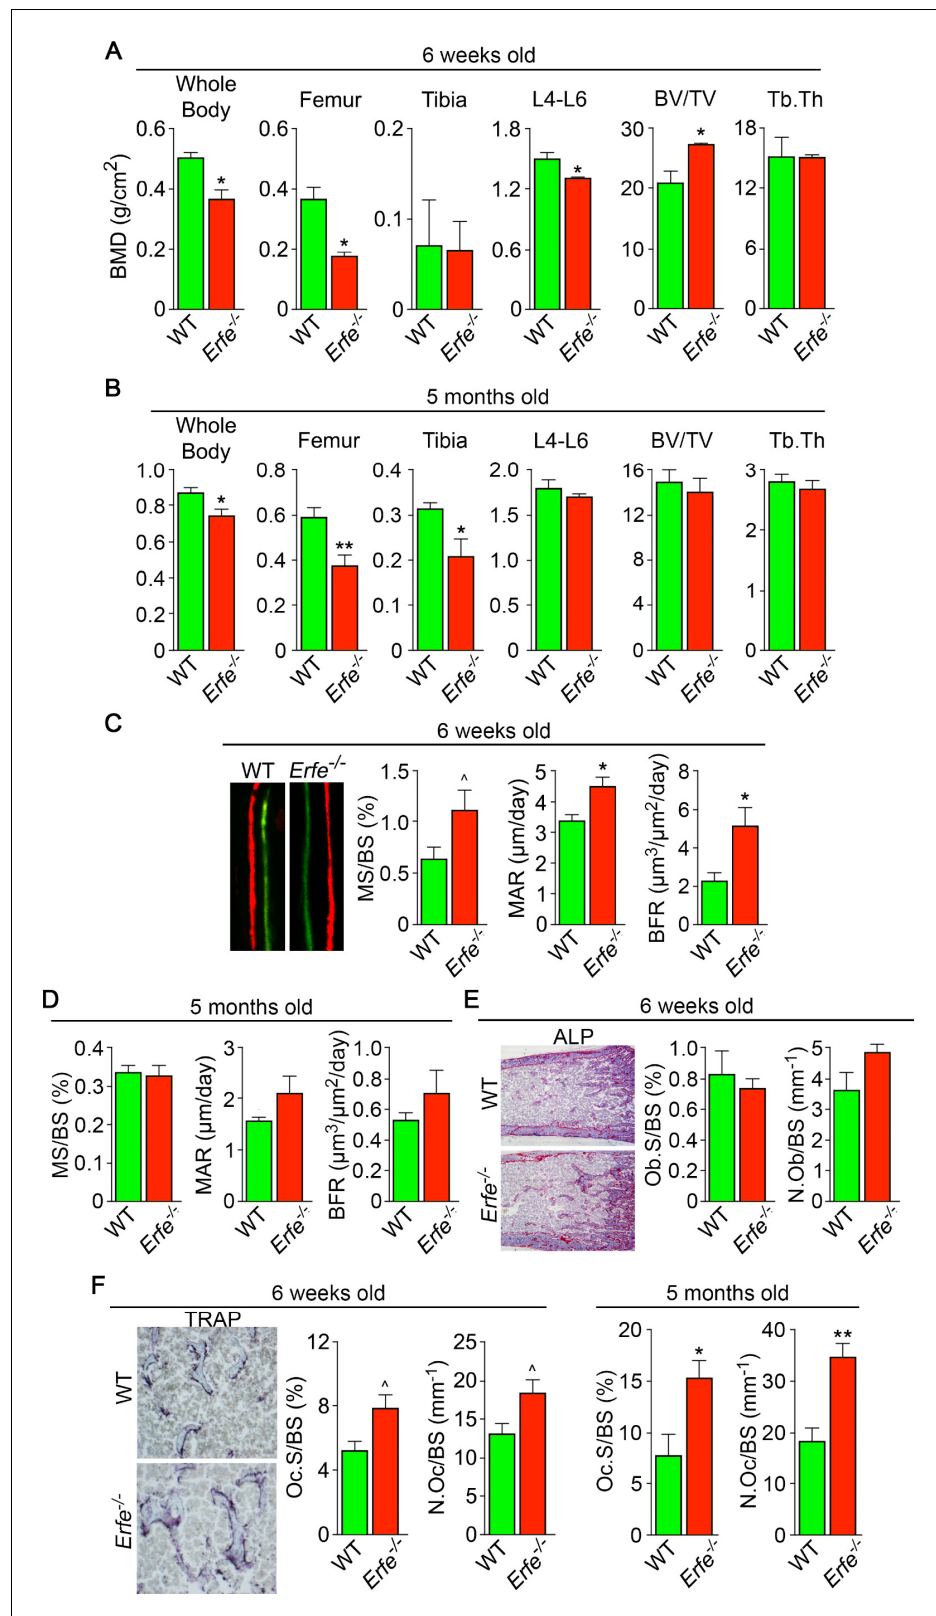 A
6 weeks old
Whole Body
Femur
Tibia
L4-L6
BV/TV
Tb.Th
BMD (g/cm²)
0.6
0.4
0.2
0
0.6
0.4
0.2
0
0.2
0.1
0
1.8
1.2
0.6
0
30
20
10
0
18
12
6
0
*
*
*
*
WT
Erfe⁻/⁻
WT
Erfe⁻/⁻
WT
Erfe⁻/⁻
WT
Erfe⁻/⁻
WT
Erfe⁻/⁻
WT
Erfe⁻/⁻
B
5 months old
Whole Body
Femur
Tibia
L4-L6
BV/TV
Tb.Th
1.0
0.8
0.6
0.4
0.2
0
0.8
0.6
0.4
0.2
0
0.4
0.3
0.2
0.1
0
2.0
1.5
1.0
0.5
0
16
12
8
4
0
3
2
1
0
*
**
*
WT
Erfe⁻/⁻
WT
Erfe⁻/⁻
WT
Erfe⁻/⁻
WT
Erfe⁻/⁻
WT
Erfe⁻/⁻
WT
Erfe⁻/⁻
C
6 weeks old
WT
Erfe⁻/⁻
MS/BS (%)
1.5
1.0
0.5
0
^
WT
Erfe⁻/⁻
MAR (µm/day)
5
4
3
2
1
0
*
WT
Erfe⁻/⁻
BFR (µm³/µm²/day)
8
6
4
2
0
*
WT
Erfe⁻/⁻
D
5 months old
MS/BS (%)
0.4
0.3
0.2
0.1
0
WT
Erfe⁻/⁻
MAR (µm/day)
3
2
1
0
WT
Erfe⁻/⁻
BFR (µm³/µm²/day)
1.0
0.8
0.6
0.4
0.2
0
WT
Erfe⁻/⁻
E
6 weeks old
ALP
WT
Erfe⁻/⁻
Ob.S/BS (%)
1.0
0.8
0.6
0.4
0.2
0
WT
Erfe⁻/⁻
N.Ob/BS (mm⁻¹)
5
4
3
2
1
0
WT
Erfe⁻/⁻
F
6 weeks old
TRAP
WT
Erfe⁻/⁻
Oc.S/BS (%)
12
8
4
0
^
WT
Erfe⁻/⁻
N.Oc/BS (mm⁻¹)
25
20
15
10
5
0
^
WT
Erfe⁻/⁻
5 months old
Oc.S/BS (%)
20
15
10
5
0
*
WT
Erfe⁻/⁻
N.Oc/BS (mm⁻¹)
40
30
20
10
0
**
WT
Erfe⁻/⁻